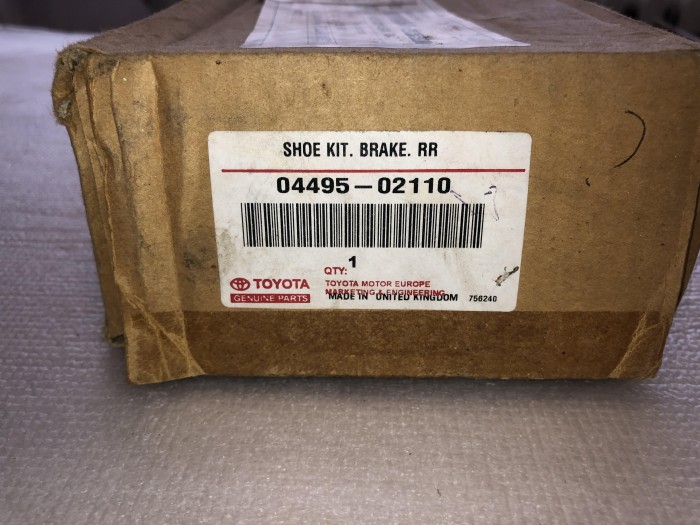 SHOE KIT. BRAKE. RR
04495-02110
1
QTY:
TOYOTA
GENUINE PARTS
TOYOTA MOTOR EUROPE
MARKETING & ENGINEERING
MADE IN UNITED KINGDOM 756240